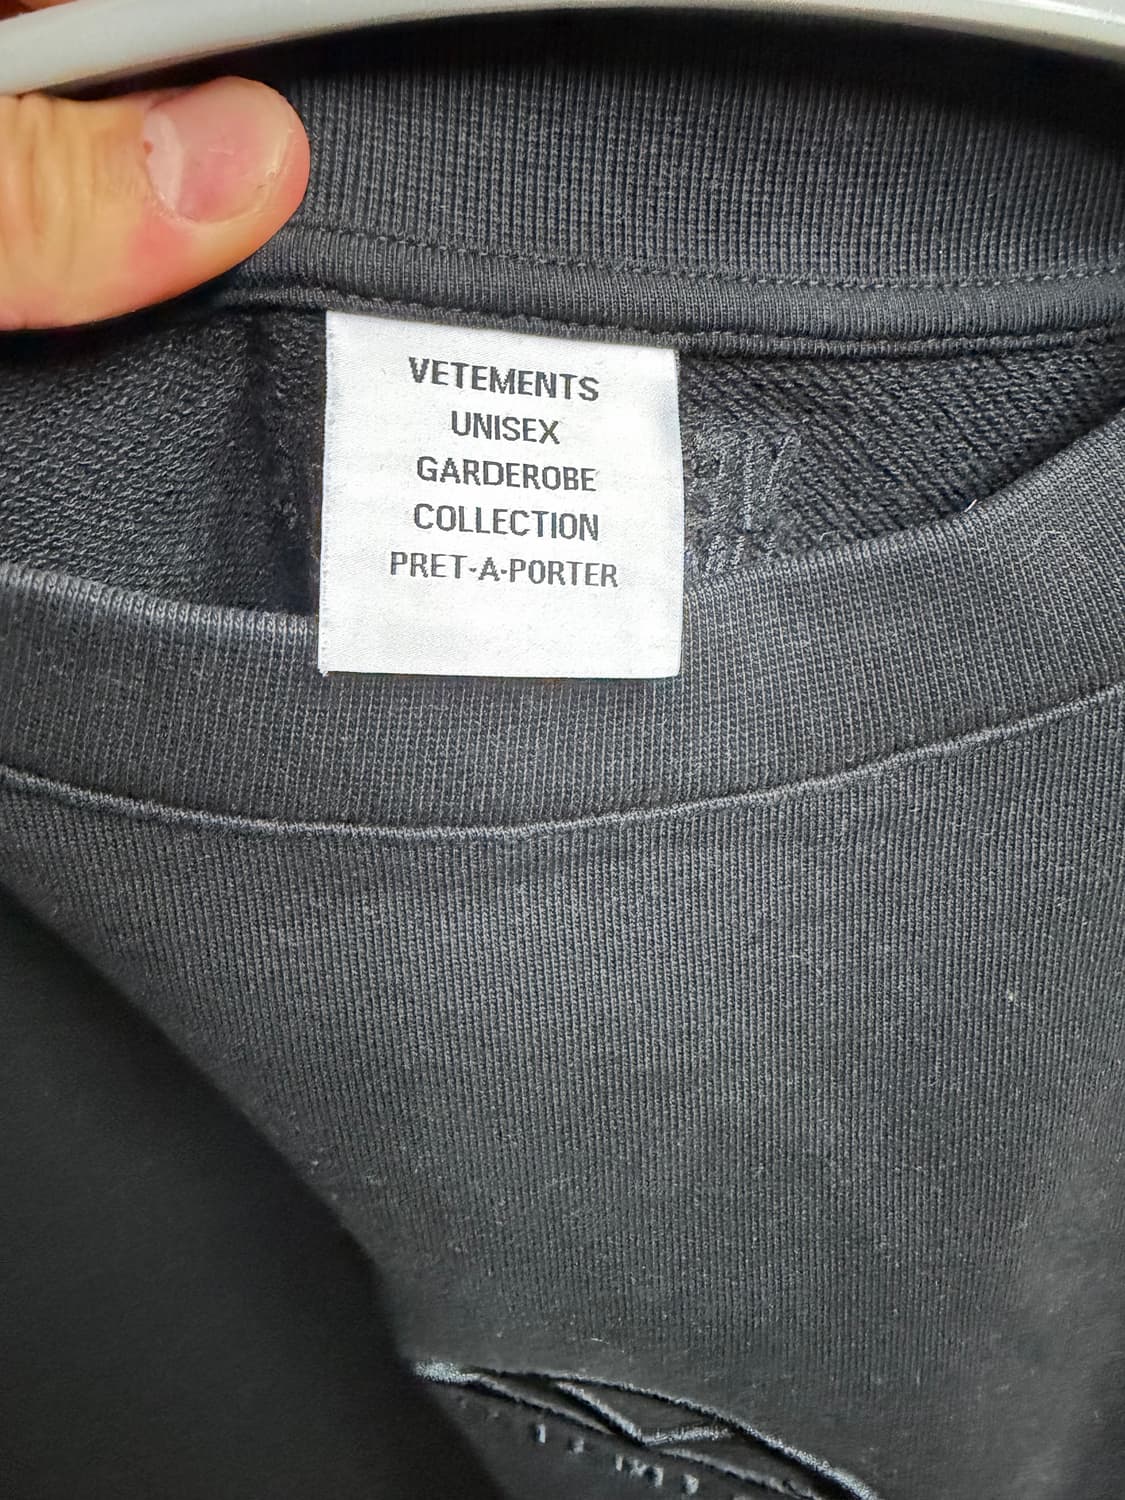 VETEMENTS
UNISEX
GARDEROBE
COLLECTION
PRET-A-PORTER